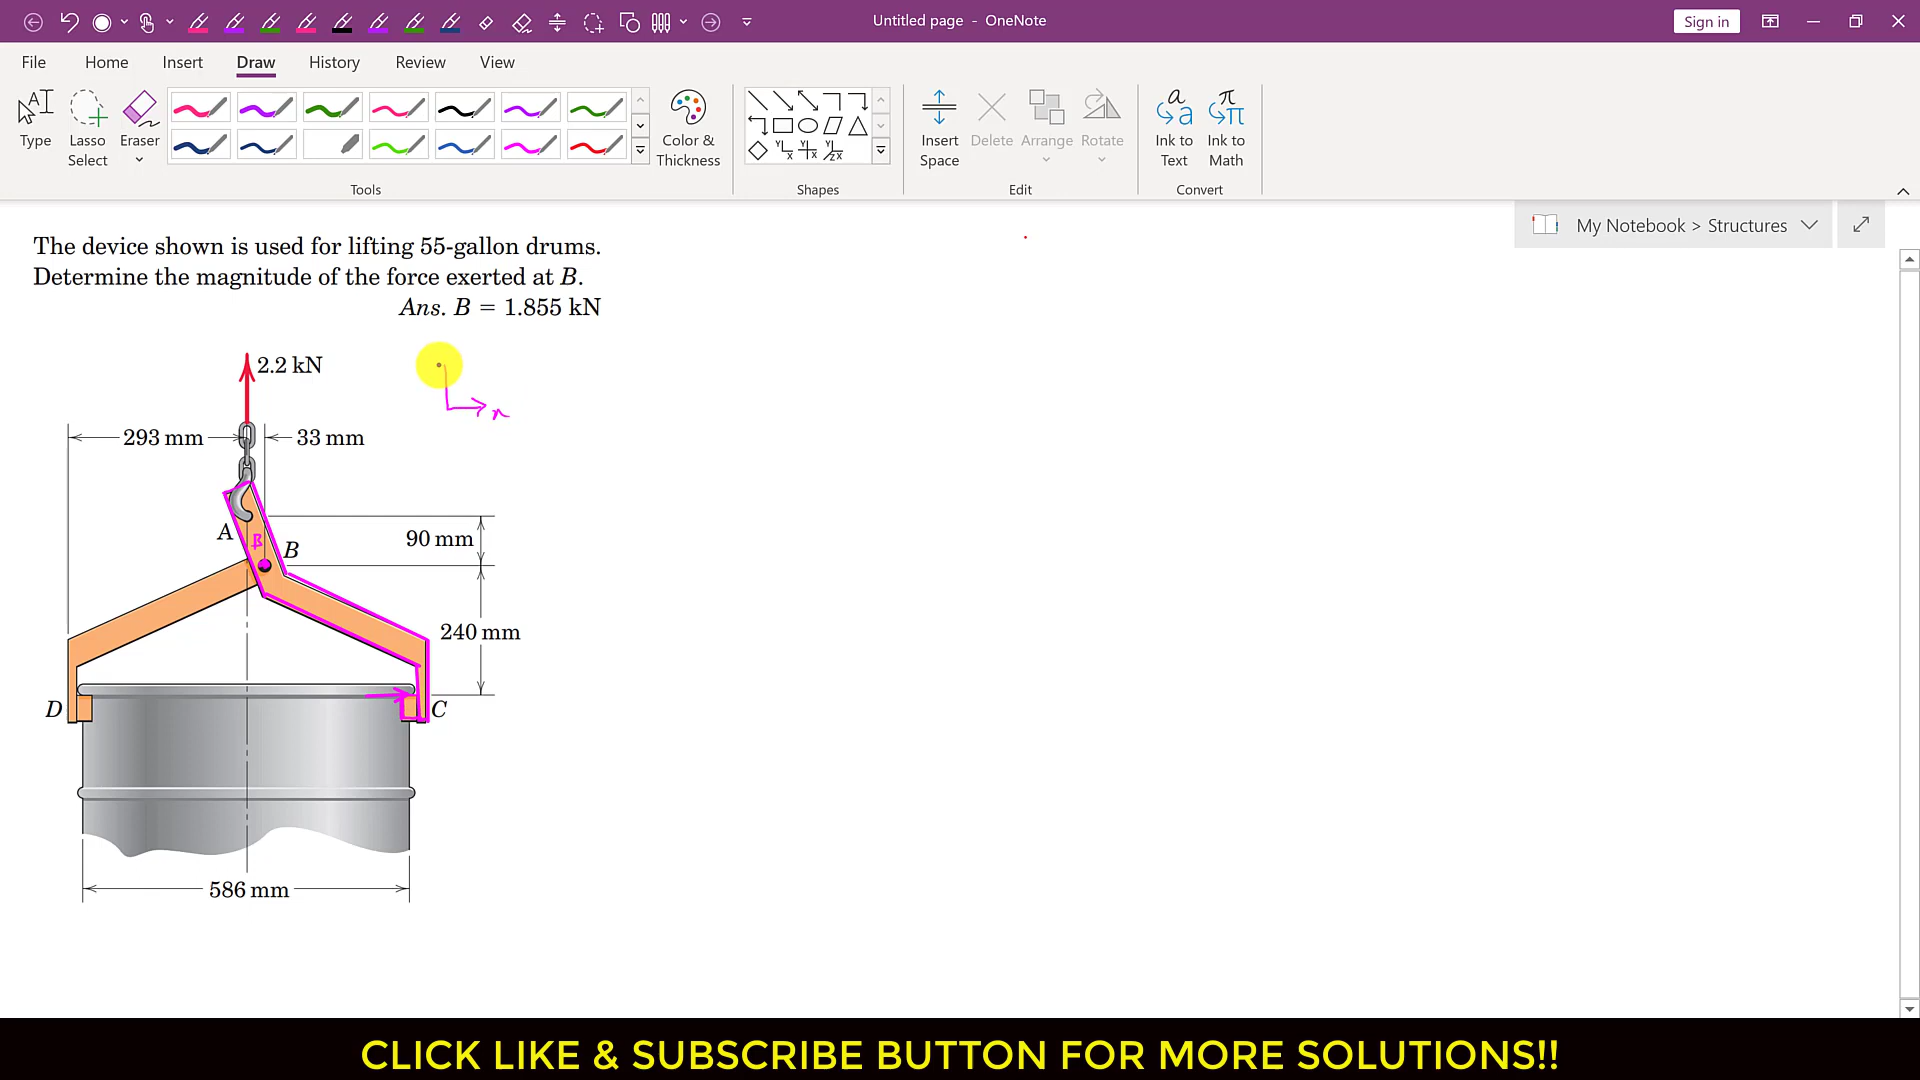 Untitled page - OneNote
Sign in
File Home Insert Draw History Review View
Type
Lasso Select
Eraser
Color & Thickness
Insert Space
Delete
Arrange
Rotate
Ink to Text
Ink to Math
Tools
Shapes
Edit
Convert
My Notebook > Structures
The device shown is used for lifting 55-gallon drums.
Determine the magnitude of the force exerted at B.
Ans. B = 1.855 kN
2.2 kN
x
293 mm
33 mm
A
90 mm
B
B
240 mm
D
C
586 mm
CLICK LIKE & SUBSCRIBE BUTTON FOR MORE SOLUTIONS!!